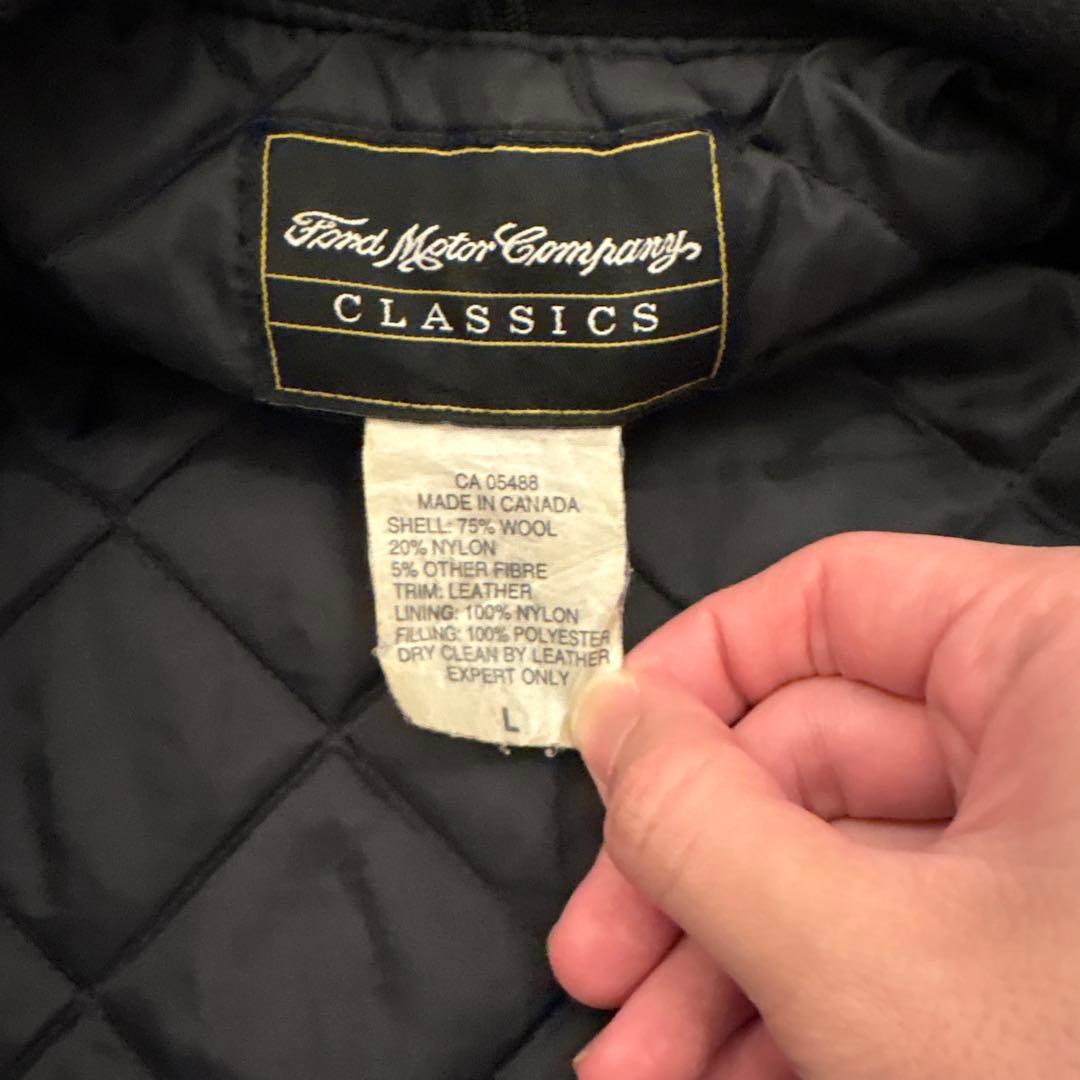 Ford Motor Company
CLASSICS
CA 05488
MADE IN CANADA
SHELL: 75% WOOL
20% NYLON
5% OTHER FIBRE
TRIM: LEATHER
LINING: 100% NYLON
FILLING: 100% POLYESTER
DRY CLEAN BY LEATHER
EXPERT ONLY
L